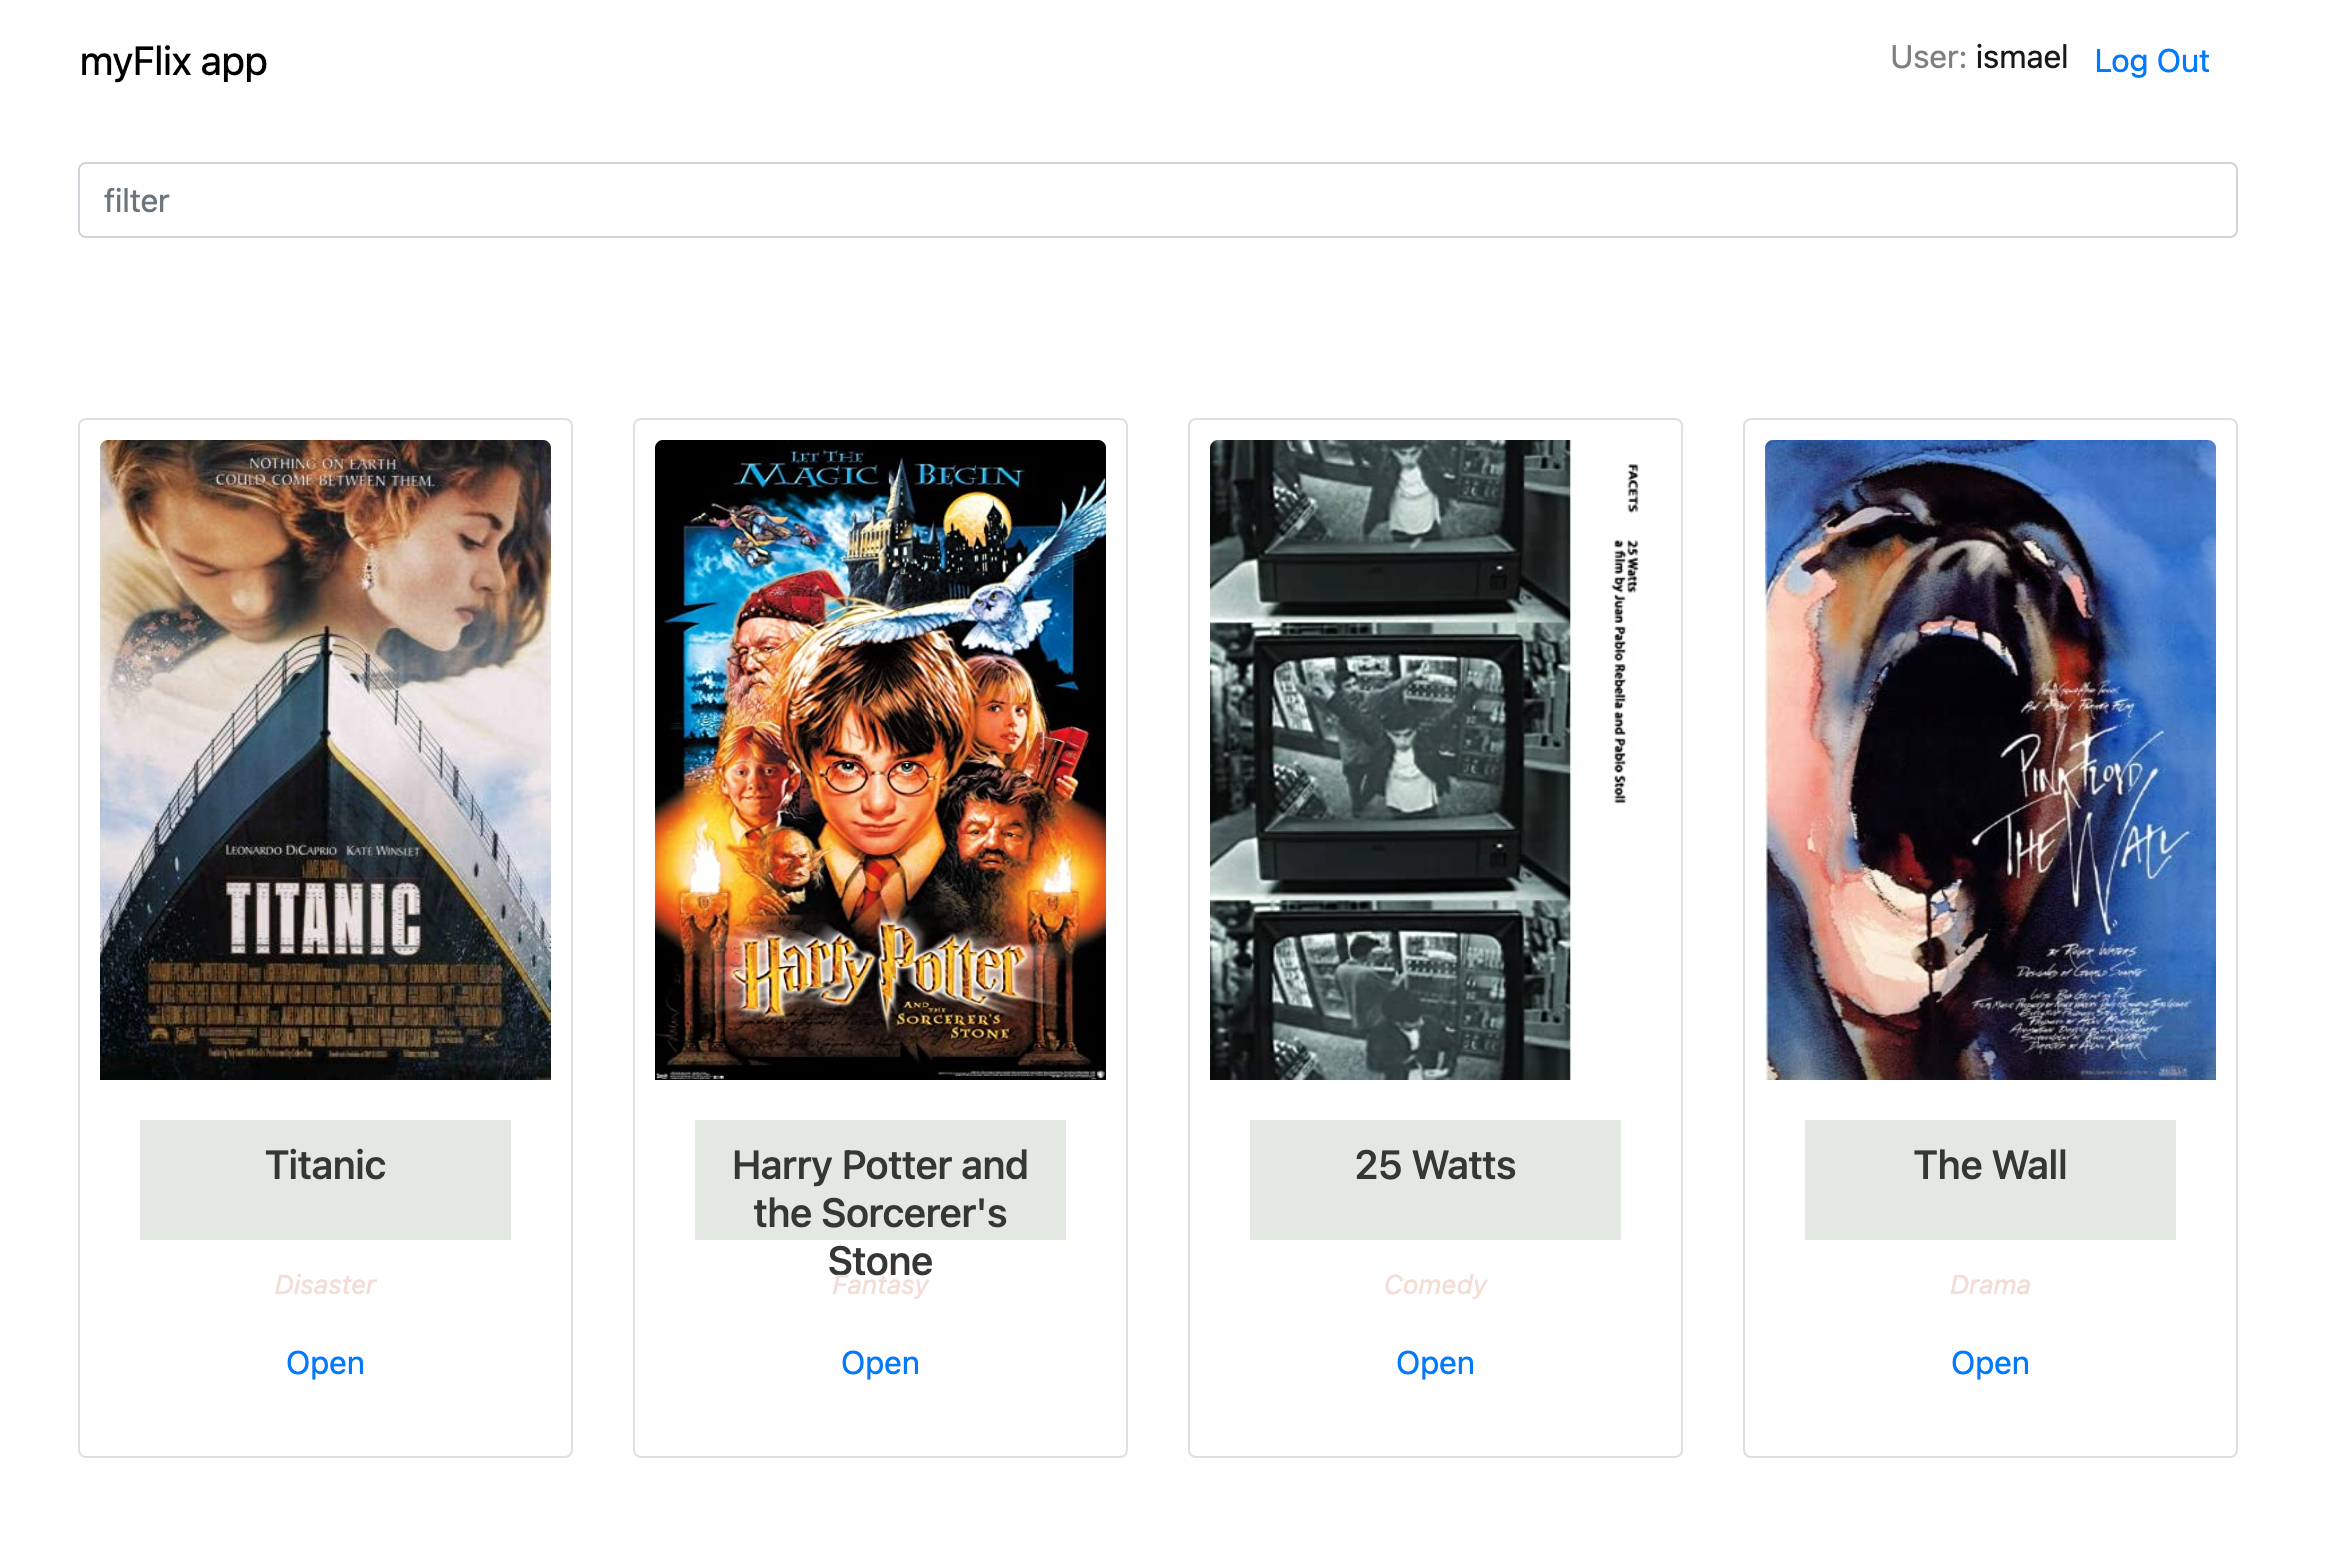 myFlix app
User: ismael Log Out
filter
NOTHING ON EARTH
COULD COME BETWEEN THEM.
LEONARDO DICAPRIO KATE WINSLET
TITANIC
Titanic
Disaster
Open
LET THE
MAGIC BEGIN
Harry Potter
AND THE
SORCERER'S
STONE
Harry Potter and
the Sorcerer's
Stone
Fantasy
Open
FACETS 25 Watts
a film by Juan Pablo Rebella and Pablo Stoll
25 Watts
Comedy
Open
PINK FLOYD
THE WALL
BY ROGER WATERS
The Wall
Drama
Open